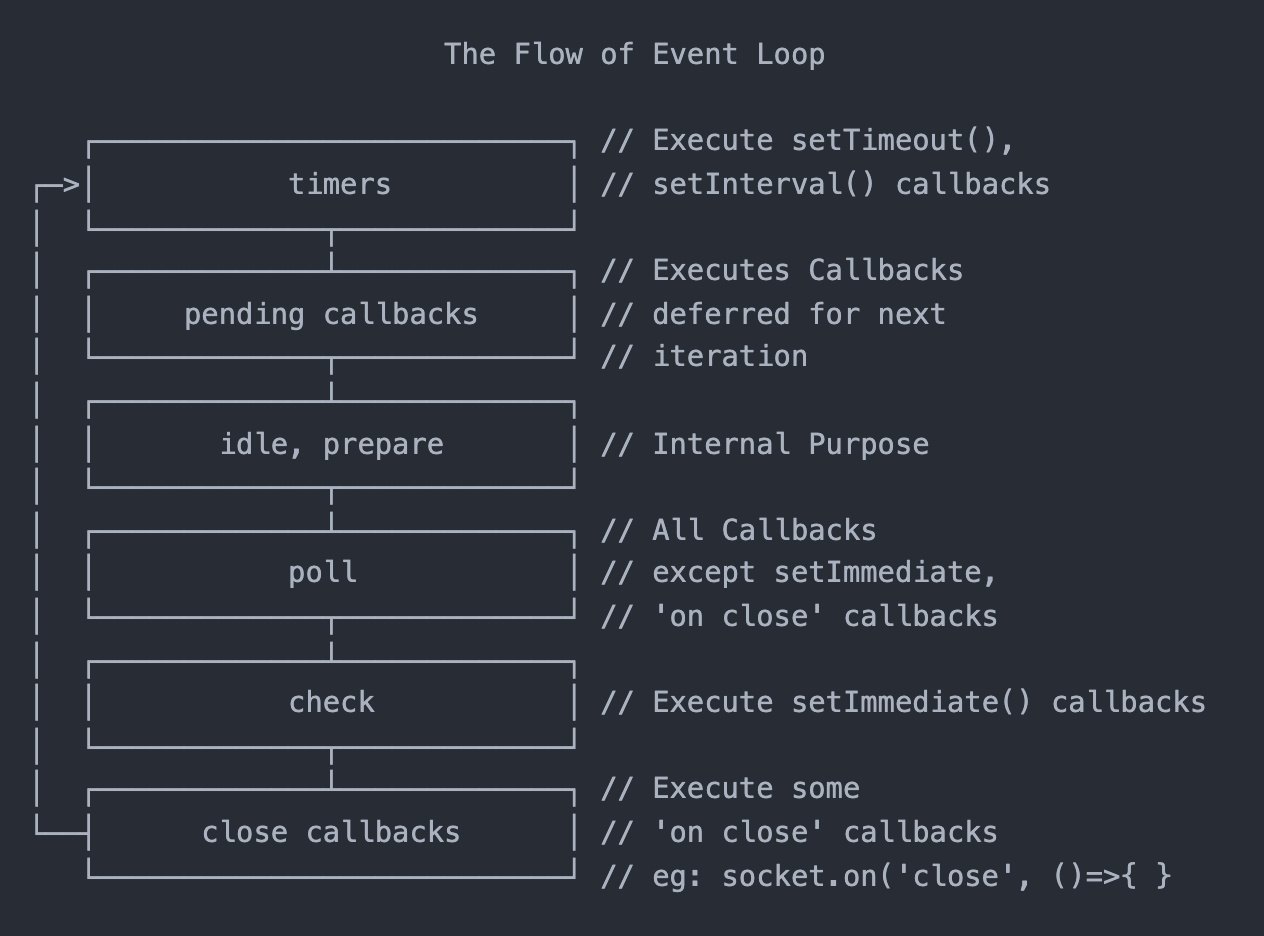 The Flow of Event Loop
// Execute setTimeout(),
timers // setInterval() callbacks
// Executes Callbacks
pending callbacks // deferred for next
// iteration
idle, prepare // Internal Purpose
// All Callbacks
poll // except setImmediate,
// 'on close' callbacks
check // Execute setImmediate() callbacks
// Execute some
close callbacks // 'on close' callbacks
// eg: socket.on('close', ()=>{ }